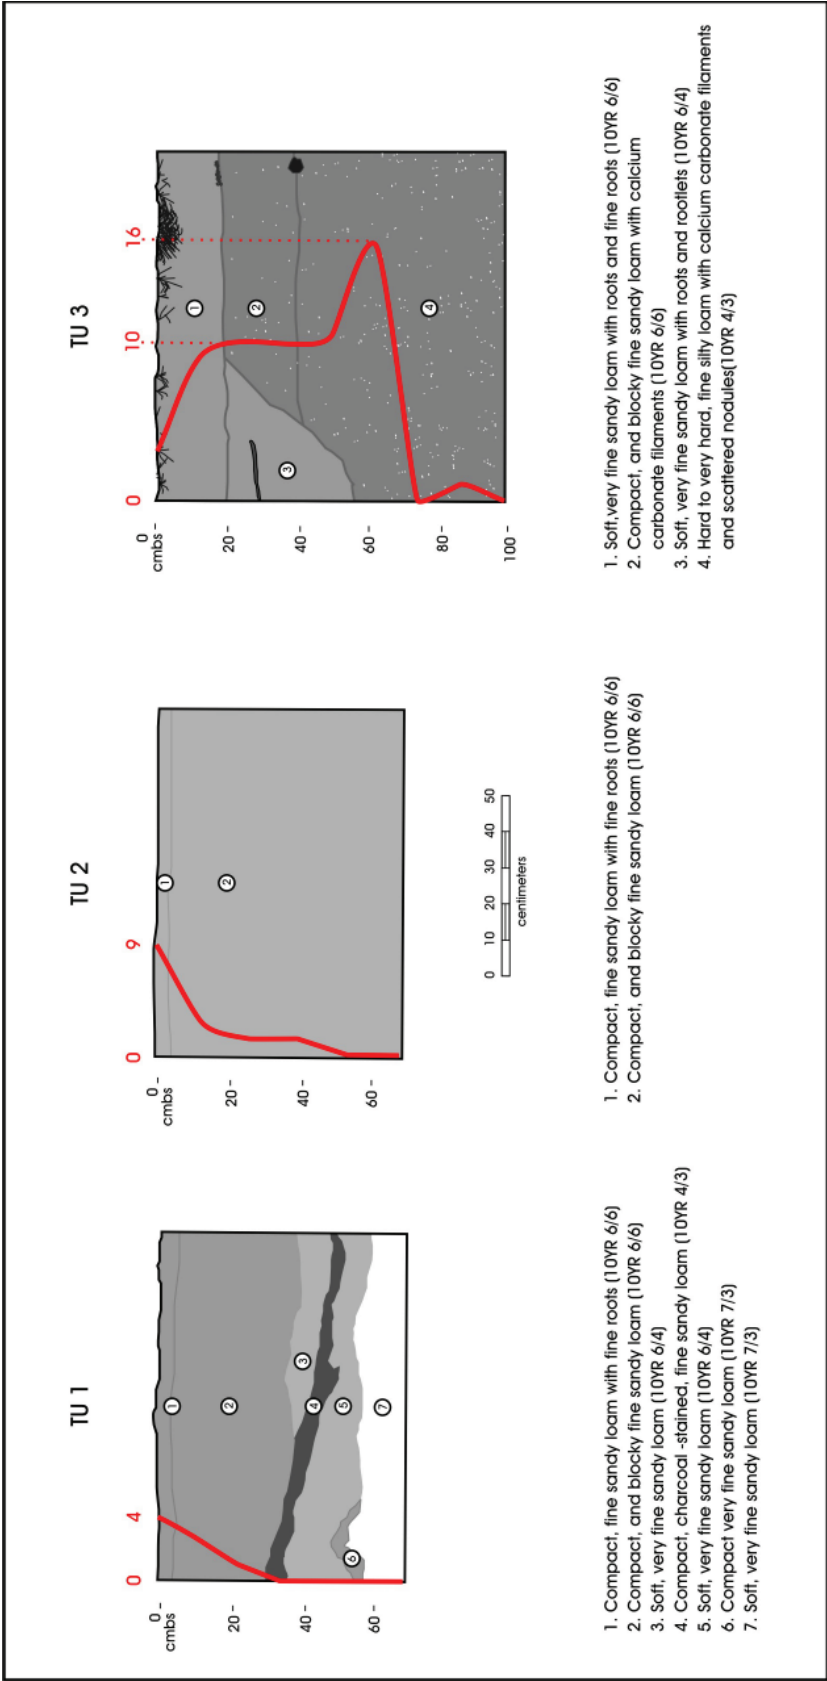 TU 1
0 4
0 -
cmbs
20 -
40 -
60 -
1
2
3
4
5
6
7
1. Compact, fine sandy loam with fine roots (10YR 6/6)
2. Compact, and blocky fine sandy loam (10YR 6/6)
3. Soft, very fine sandy loam (10YR 6/4)
4. Compact, charcoal -stained, fine sandy loam (10YR 4/3)
5. Soft, very fine sandy loam (10YR 6/4)
6. Compact very fine sandy loam (10YR 7/3)
7. Soft, very fine sandy loam (10YR 7/3)
TU 2
0 9
0 -
cmbs
20 -
40 -
60 -
1
2
0 10 20 30 40 50
centimeters
1. Compact, fine sandy loam with fine roots (10YR 6/6)
2. Compact, and blocky fine sandy loam (10YR 6/6)
TU 3
0 10 16
0 -
cmbs
20 -
40 -
60 -
80 -
100 -
1
2
3
4
1. Soft,very fine sandy loam with roots and fine roots (10YR 6/6)
2. Compact, and blocky fine sandy loam with calcium
carbonate filaments (10YR 6/6)
3. Soft, very fine sandy loam with roots and rootlets (10YR 6/4)
4. Hard to very hard, fine silty loam with calcium carbonate filaments
and scattered nodules(10YR 4/3)